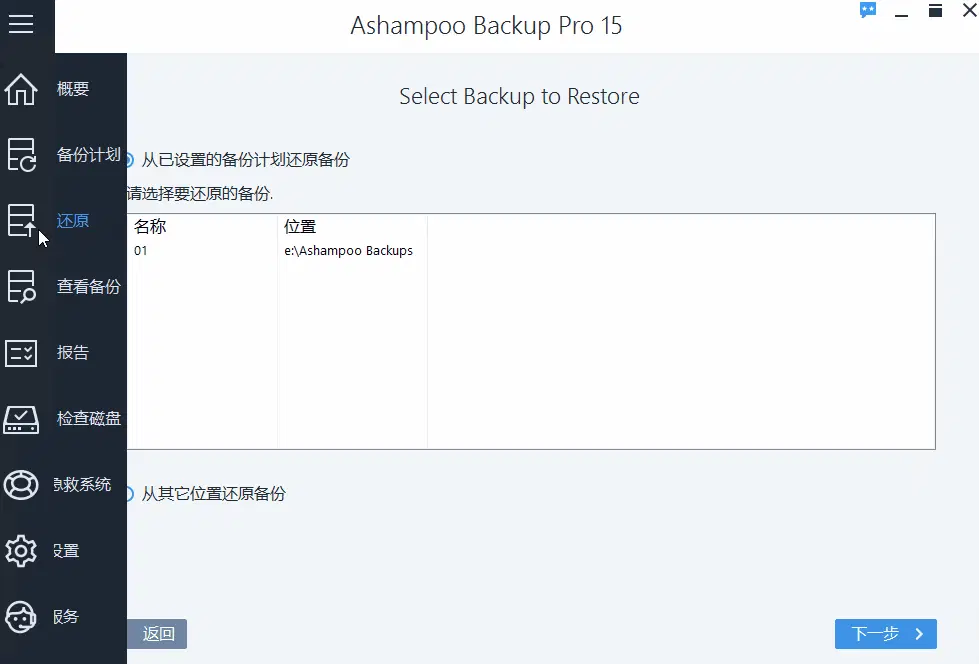 Ashampoo Backup Pro 15
概要
备份计划
还原
查看备份
报告
检查磁盘
急救系统
设置
服务
Select Backup to Restore
从已设置的备份计划还原备份
请选择要还原的备份.
名称 位置
01 e:\Ashampoo Backups
从其它位置还原备份
返回
下一步